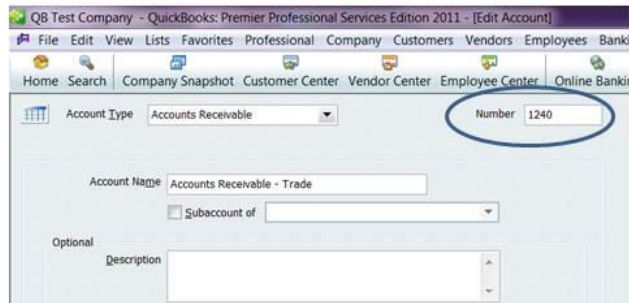 QB Test Company - QuickBooks: Premier Professional Services Edition 2011 - [Edit Account]
File Edit View Lists Favorites Professional Company Customers Vendors Employees
Home Search Company Snapshot Customer Center Vendor Center Employee Center Online
Account Type Accounts Receivable Number 1240
Account Name Accounts Receivable - Trade
Subaccount of
Optional
Description